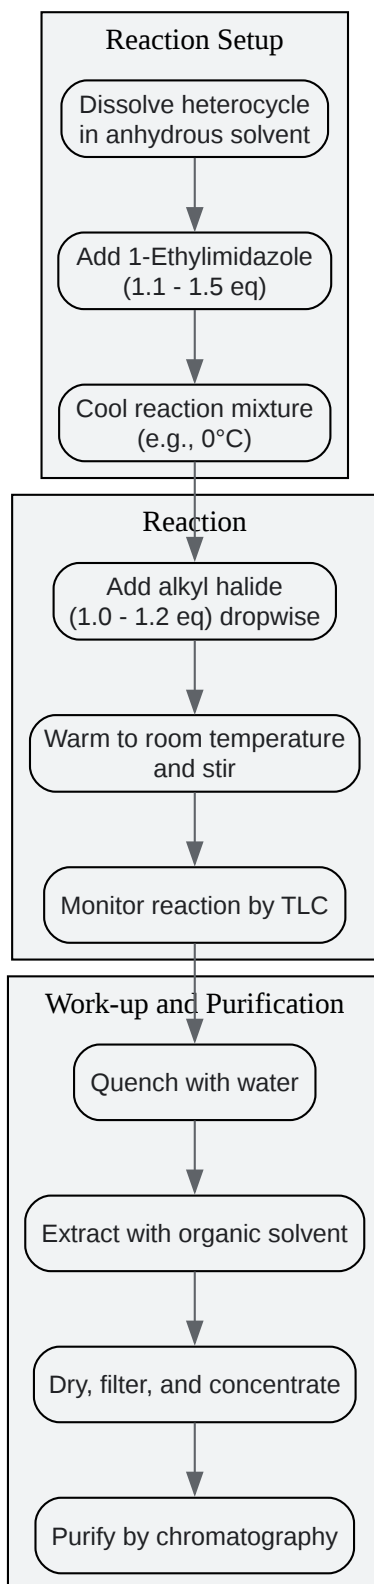 Reaction Setup
Dissolve heterocycle
in anhydrous solvent
Add 1-Ethylimidazole
(1.1 - 1.5 eq)
Cool reaction mixture
(e.g., 0°C)
Reaction
Add alkyl halide
(1.0 - 1.2 eq) dropwise
Warm to room temperature
and stir
Monitor reaction by TLC
Work-up and Purification
Quench with water
Extract with organic solvent
Dry, filter, and concentrate
Purify by chromatography